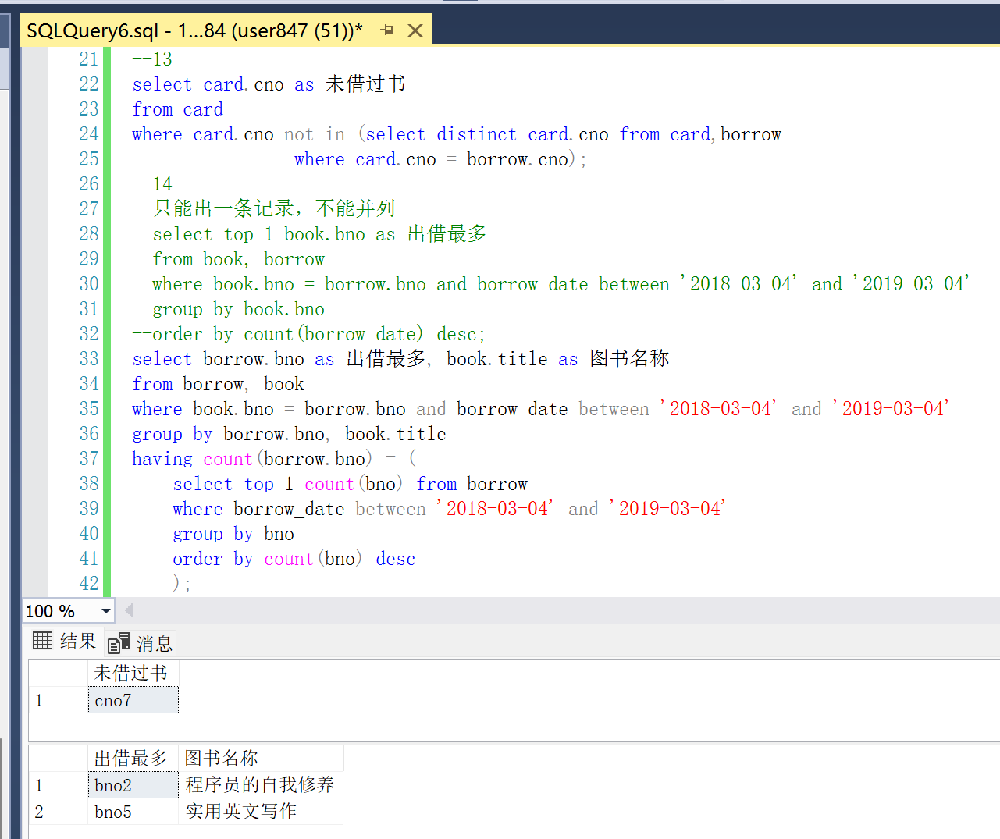 SQLQuery6.sql - 1...84 (user847 (51))*
21 --13
22 select card.cno as 未借过书
23 from card
24 where card.cno not in (select distinct card.cno from card,borrow
25 where card.cno = borrow.cno);
26 --14
27 --只能出一条记录，不能并列
28 --select top 1 book.bno as 出借最多
29 --from book, borrow
30 --where book.bno = borrow.bno and borrow_date between '2018-03-04' and '2019-03-04'
31 --group by book.bno
32 --order by count(borrow_date) desc;
33 select borrow.bno as 出借最多, book.title as 图书名称
34 from borrow, book
35 where book.bno = borrow.bno and borrow_date between '2018-03-04' and '2019-03-04'
36 group by borrow.bno, book.title
37 having count(borrow.bno) = (
38 select top 1 count(bno) from borrow
39 where borrow_date between '2018-03-04' and '2019-03-04'
40 group by bno
41 order by count(bno) desc
42 );
100 %
结果 消息
未借过书
1 cno7
出借最多 图书名称
1 bno2 程序员的自我修养
2 bno5 实用英文写作